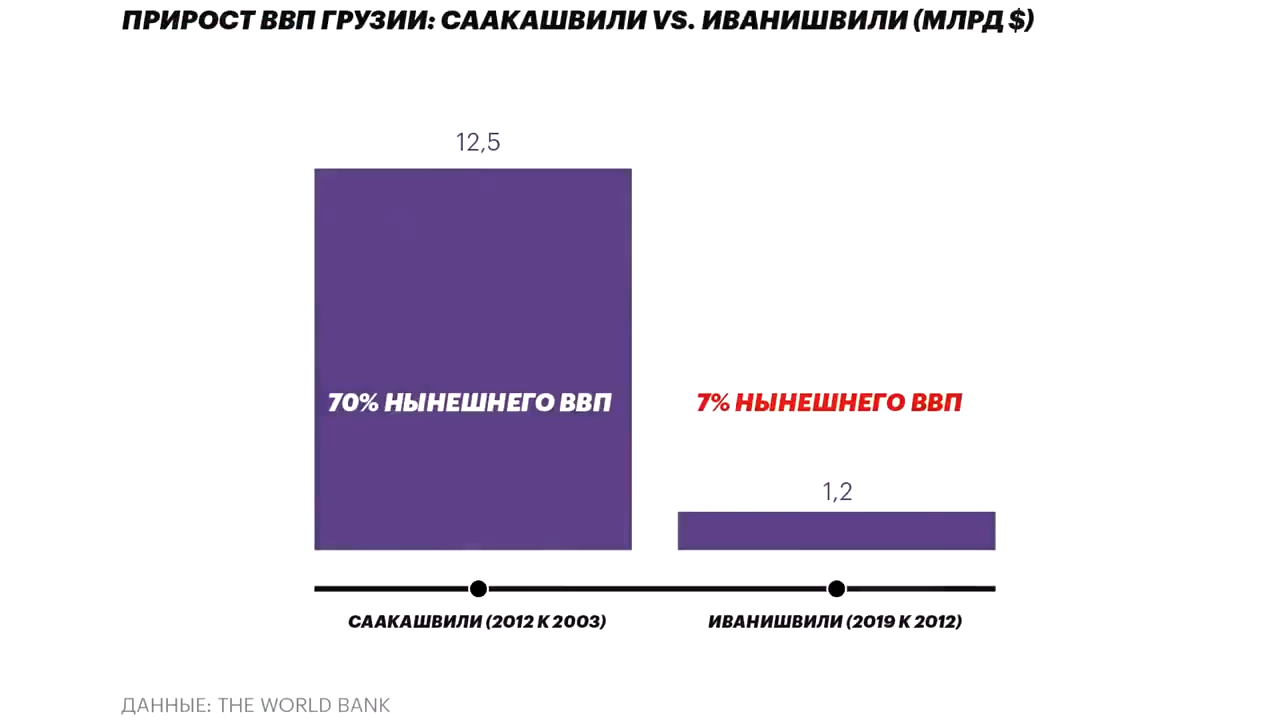 ПРИРОСТ ВВП ГРУЗИИ: СААКАШВИЛИ VS. ИВАНИШВИЛИ (МЛРД $)
12,5
70% НЫНЕШНЕГО ВВП
7% НЫНЕШНЕГО ВВП
1,2
СААКАШВИЛИ (2012 К 2003)
ИВАНИШВИЛИ (2019 К 2012)
ДАННЫЕ: THE WORLD BANK